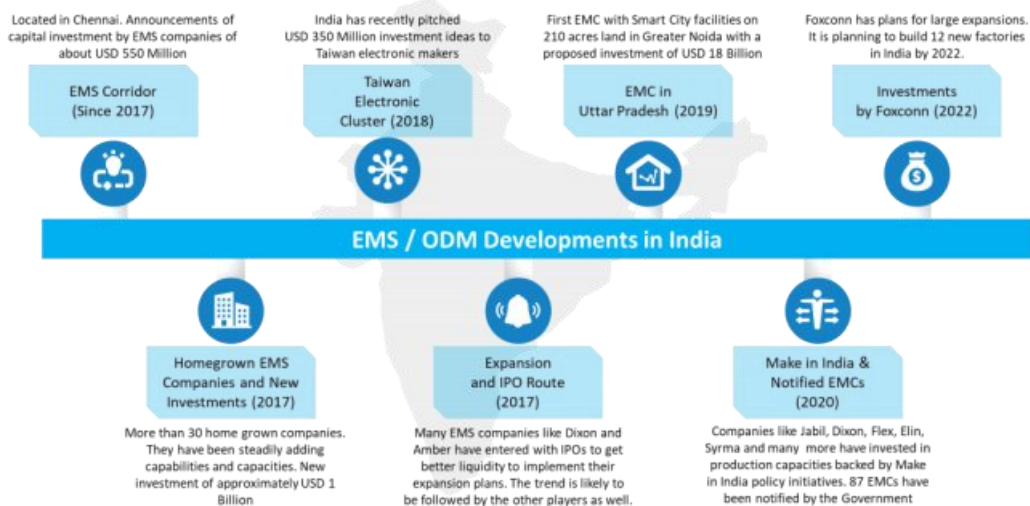 Located in Chennai. Announcements of
capital investment by EMS companies of
about USD 550 Million
EMS Corridor
(Since 2017)
India has recently pitched
USD 350 Million investment ideas to
Taiwan electronic makers
Taiwan
Electronic
Cluster (2018)
First EMC with Smart City facilities on
210 acres land in Greater Noida with a
proposed investment of USD 18 Billion
EMC in
Uttar Pradesh (2019)
Foxconn has plans for large expansions.
It is planning to build 12 new factories
in India by 2022.
Investments
by Foxconn (2022)
$
EMS / ODM Developments in India
Homegrown EMS
Companies and New
Investments (2017)
More than 30 home grown companies.
They have been steadily adding
capabilities and capacities. New
investment of approximately USD 1
Billion
Expansion
and IPO Route
(2017)
Many EMS companies like Dixon and
Amber have entered with IPOs to get
better liquidity to implement their
expansion plans. The trend is likely to
be followed by the other players as well.
Make in India &
Notified EMCs
(2020)
Companies like Jabil, Dixon, Flex, Elin,
Syrma and many more have invested in
production capacities backed by Make
in India policy initiatives. 87 EMCs have
been notified by the Government